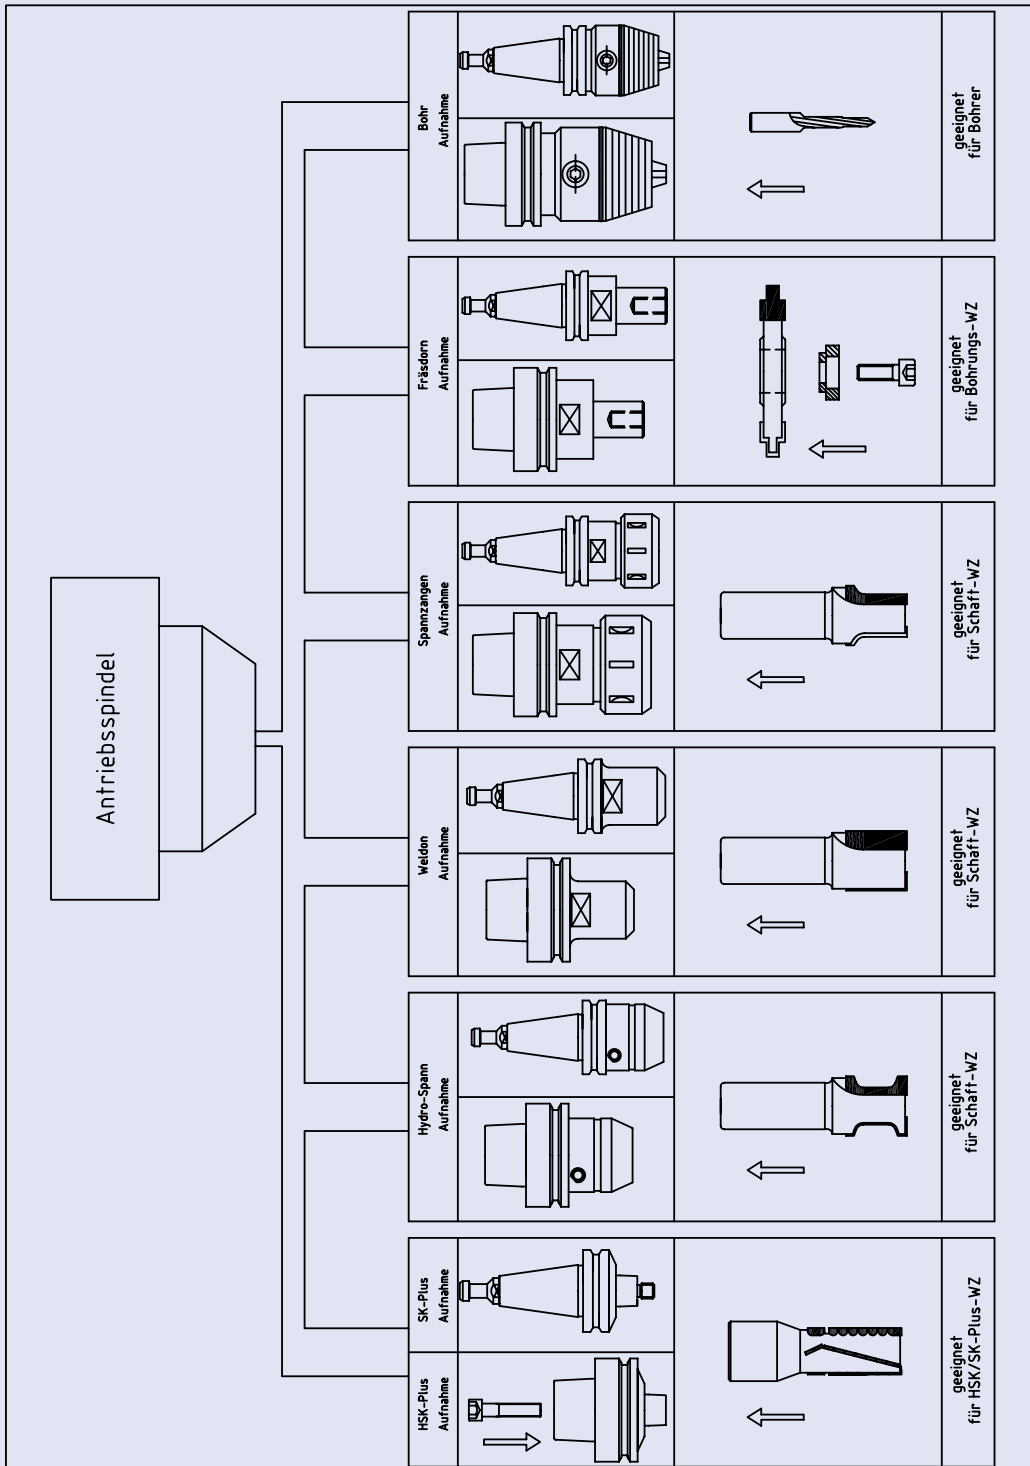 Antriebsspindel
HSK-Plus
Aufnahme
SK-Plus
Aufnahme
Hydro-Spann
Aufnahme
Weldon
Aufnahme
Spannzangen
Aufnahme
Fräsdorn
Aufnahme
Bohr
Aufnahme
geeignet
für HSK/SK-Plus-WZ
geeignet
für Schaft-WZ
geeignet
für Schaft-WZ
geeignet
für Schaft-WZ
geeignet
für Bohrungs-WZ
geeignet
für Bohrer